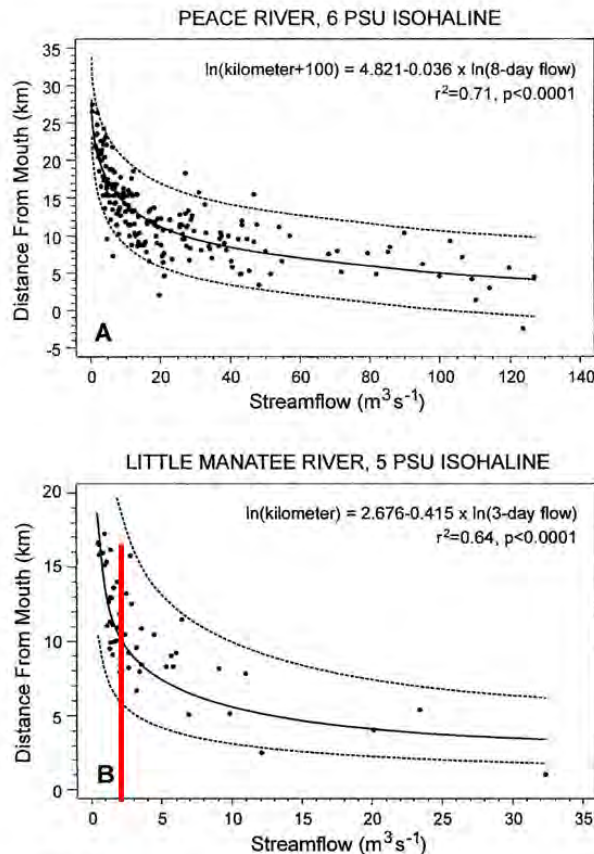 PEACE RIVER, 6 PSU ISOHALINE
ln(kilometer+100) = 4.821-0.036 x ln(8-day flow)
r²=0.71, p<0.0001
Distance From Mouth (km)
35
30
25
20
15
10
5
0
-5
A
0 20 40 60 80 100 120 140
Streamflow (m³s⁻¹)
LITTLE MANATEE RIVER, 5 PSU ISOHALINE
ln(kilometer) = 2.676-0.415 x ln(3-day flow)
r²=0.64, p<0.0001
Distance From Mouth (km)
20
15
10
5
0
B
0 5 10 15 20 25 30 35
Streamflow (m³s⁻¹)